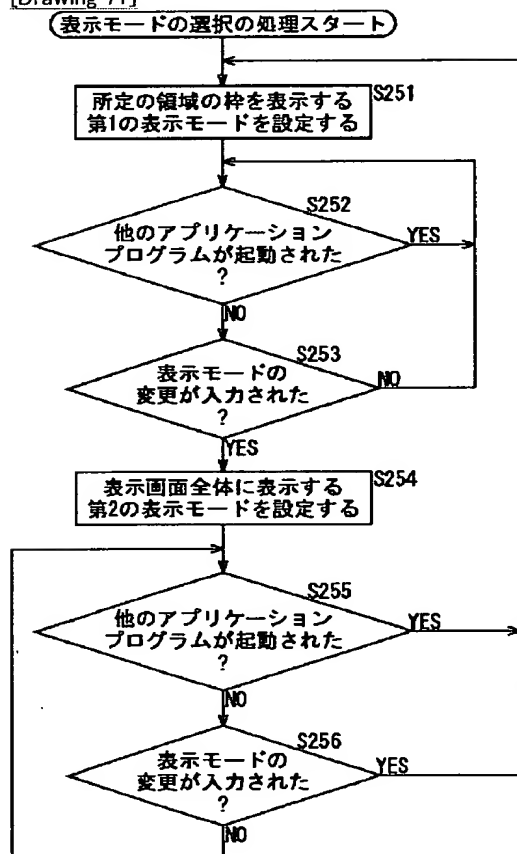 [Drawing 71]
表示モードの選択の処理スタート
所定の領域の枠を表示する
第1の表示モードを設定する
S251
S252
他のアプリケーション
プログラムが起動された
?
YES
NO
S253
表示モードの
変更が入力された
?
NO
YES
表示画面全体に表示する
第2の表示モードを設定する
S254
S255
他のアプリケーション
プログラムが起動された
?
YES
NO
S256
表示モードの
変更が入力された
?
YES
NO